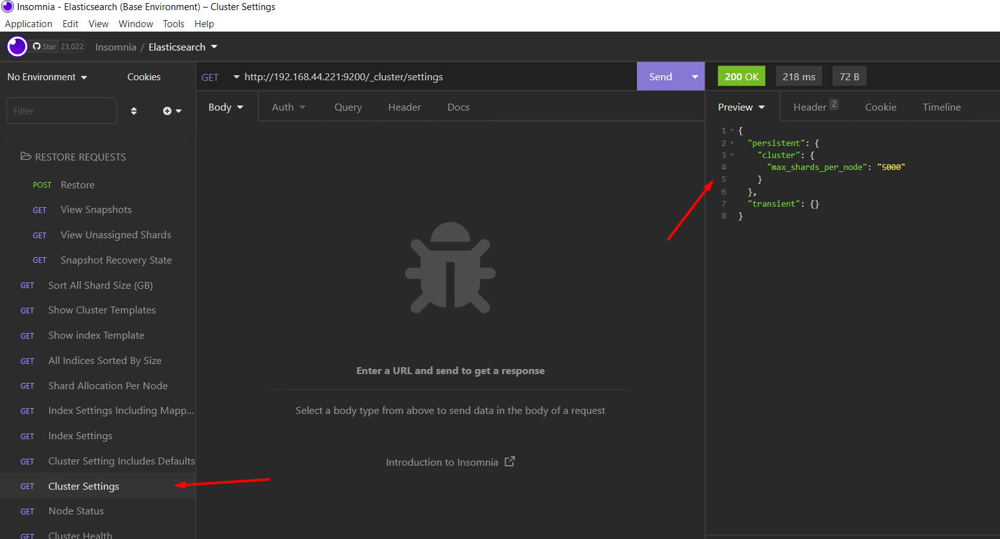 Insomnia - Elasticsearch (Base Environment) – Cluster Settings
Application Edit View Window Tools Help
Star 23,022 Insomnia / Elasticsearch
No Environment Cookies
Filter
RESTORE REQUESTS
POST Restore
GET View Snapshots
GET View Unassigned Shards
GET Snapshot Recovery State
GET Sort All Shard Size (GB)
GET Show Cluster Templates
GET Show index Template
GET All Indices Sorted By Size
GET Shard Allocation Per Node
GET Index Settings Including Mapp...
GET Index Settings
GET Cluster Setting Includes Defaults
GET Cluster Settings
GET Node Status
GET Cluster Health
GET http://192.168.44.221:9200/_cluster/settings Send
Body Auth Query Header Docs
Enter a URL and send to get a response
Select a body type from above to send data in the body of a request
Introduction to Insomnia
200 OK 218 ms 72 B
Preview Header 2 Cookie Timeline
1 {
2 "persistent": {
3 "cluster": {
4 "max_shards_per_node": "5000"
5 }
6 },
7 "transient": {}
8 }